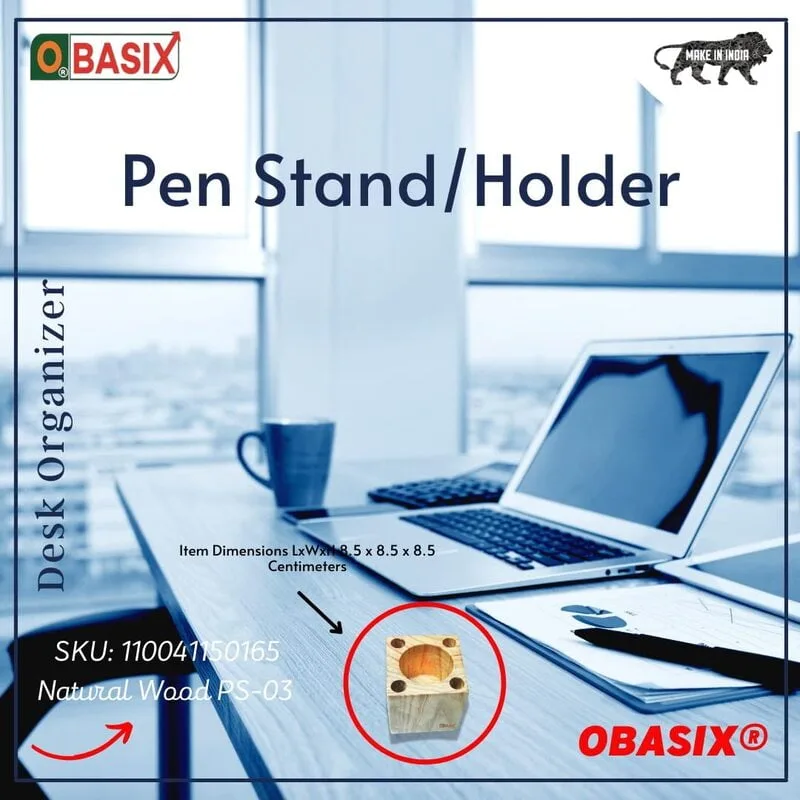 OBASIX®
MAKE IN INDIA
Pen Stand/Holder
Desk Organizer
Item Dimensions LxWxH 8.5 x 8.5 x 8.5
Centimeters
SKU: 110041150165
Natural Wood PS-03
OBASIX®